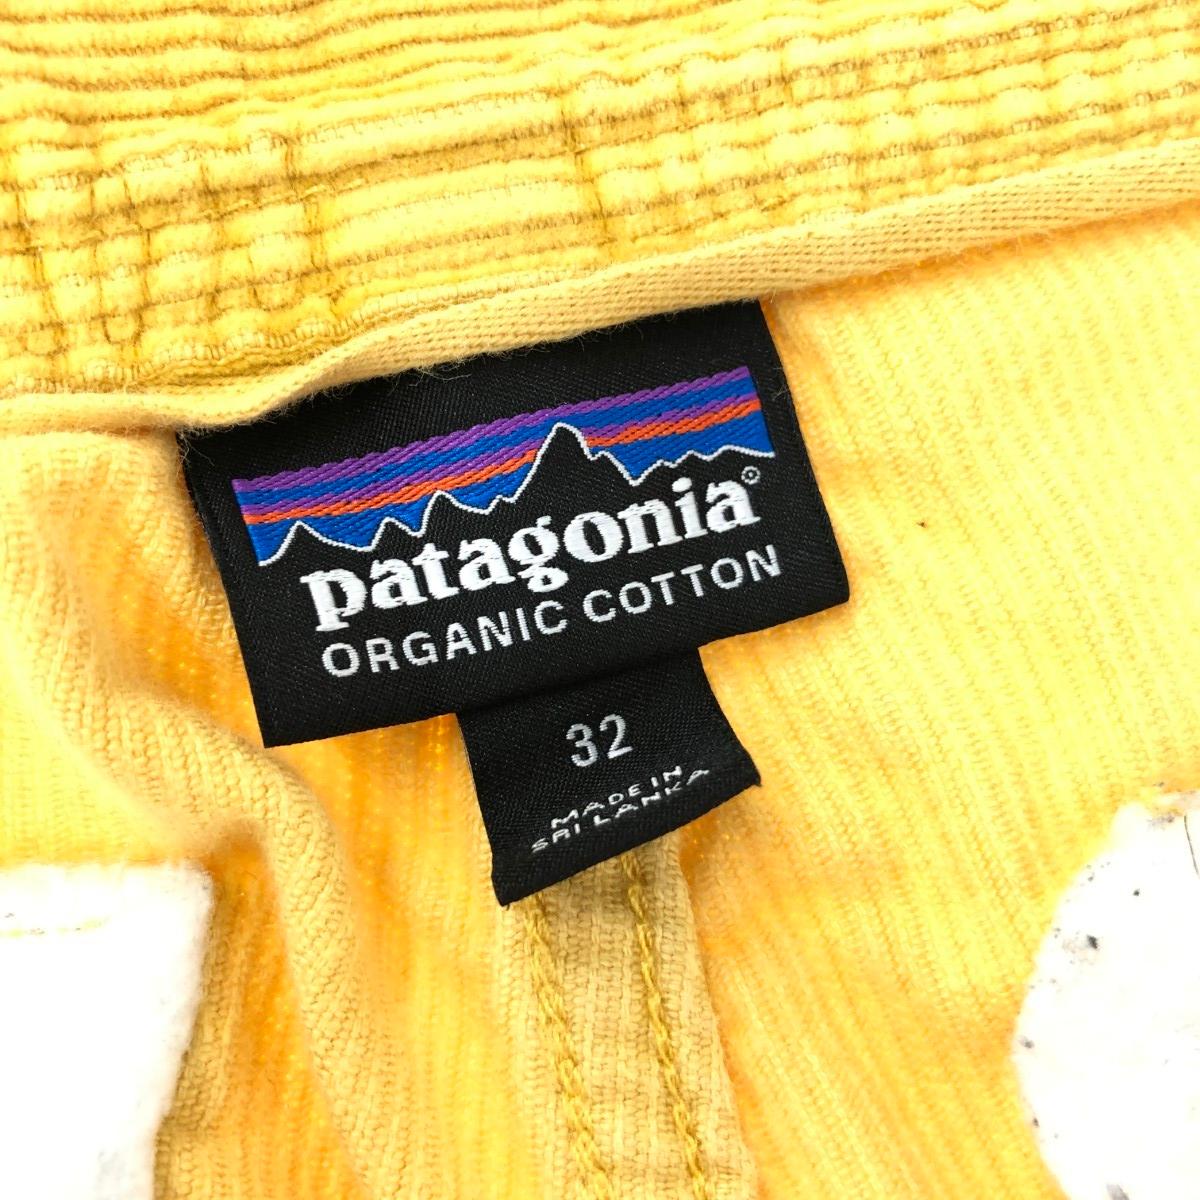 patagonia®
ORGANIC COTTON
32
MADE IN
SRI LANKA